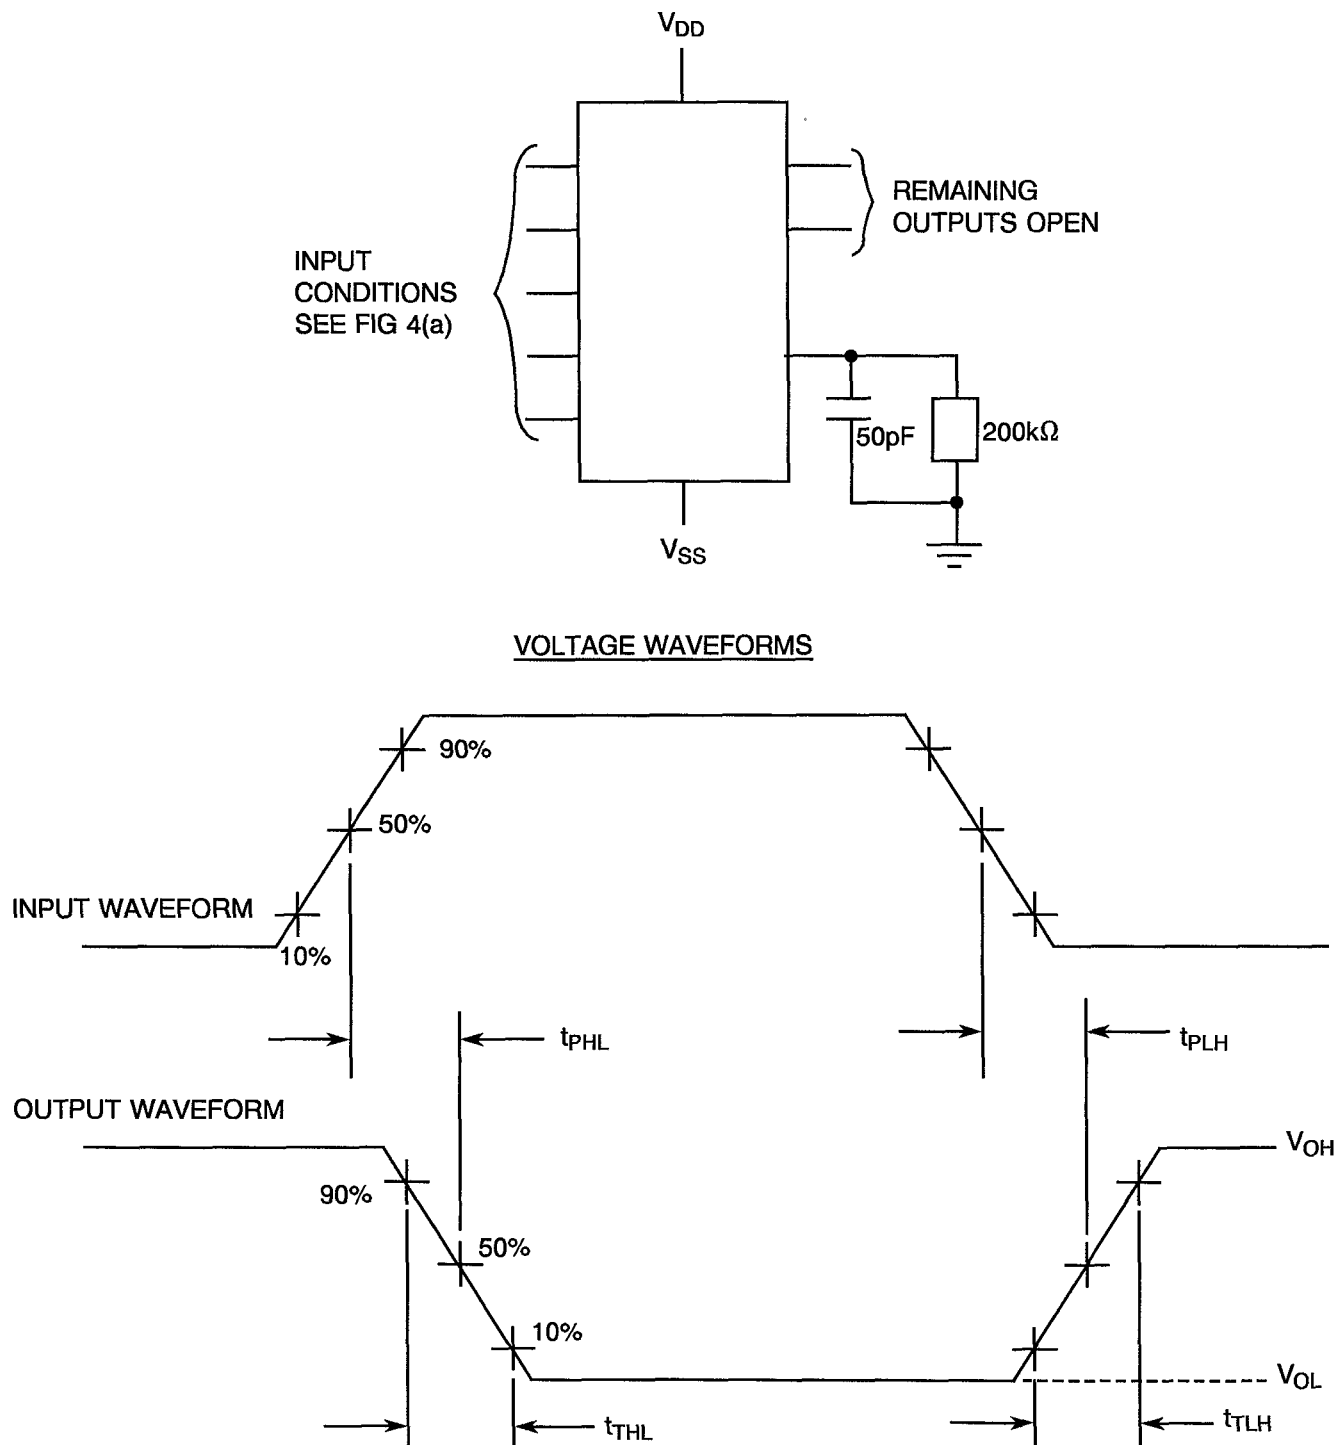 VDD
REMAINING
OUTPUTS OPEN
INPUT
CONDITIONS
SEE FIG 4(a)
50pF
200kΩ
VSS
VOLTAGE WAVEFORMS
90%
50%
INPUT WAVEFORM
10%
tPHL
tPLH
OUTPUT WAVEFORM
VOH
90%
50%
10%
VOL
tTHL
tTLH